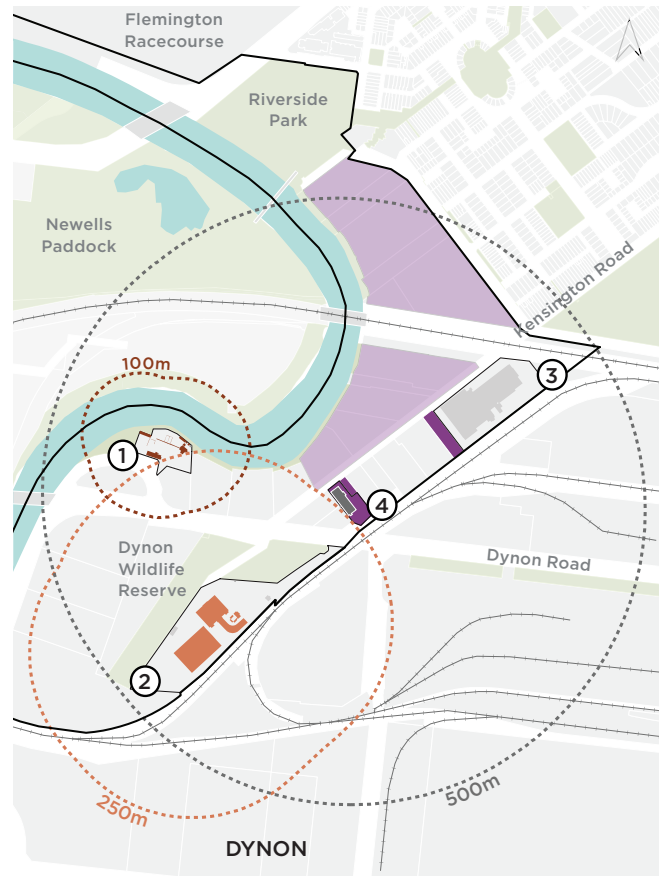 Flemington
Racecourse
Riverside
Park
Newells
Paddock
Kensington Road
100m
3
1
4
Dynon
Wildlife
Reserve
Dynon Road
2
250m
500m
DYNON